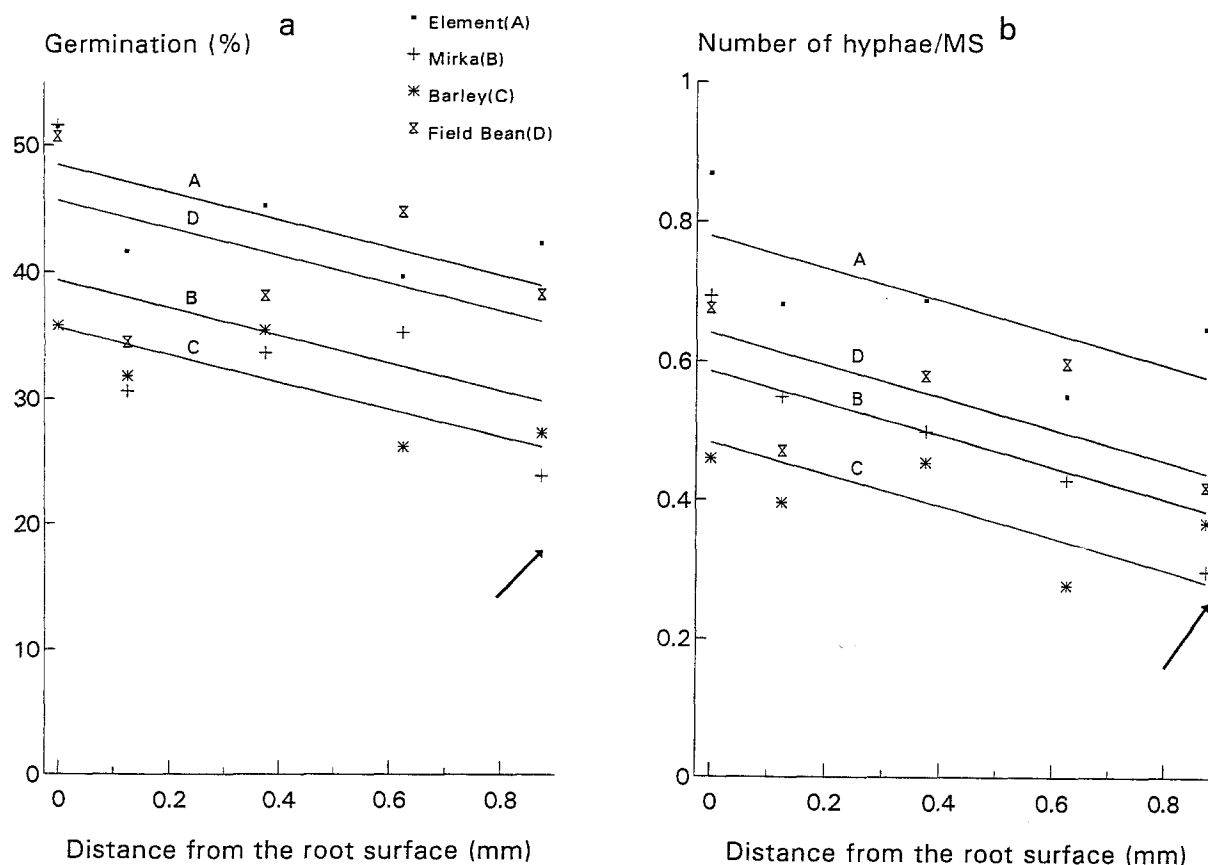 a
Germination (%)
Element(A)
Mirka(B)
Barley(C)
Field Bean(D)
50
40
30
20
10
0
A
D
B
C
0 0.2 0.4 0.6 0.8
Distance from the root surface (mm)
b
Number of hyphae/MS
1
0.8
0.6
0.4
0.2
0
A
D
B
C
0 0.2 0.4 0.6 0.8
Distance from the root surface (mm)